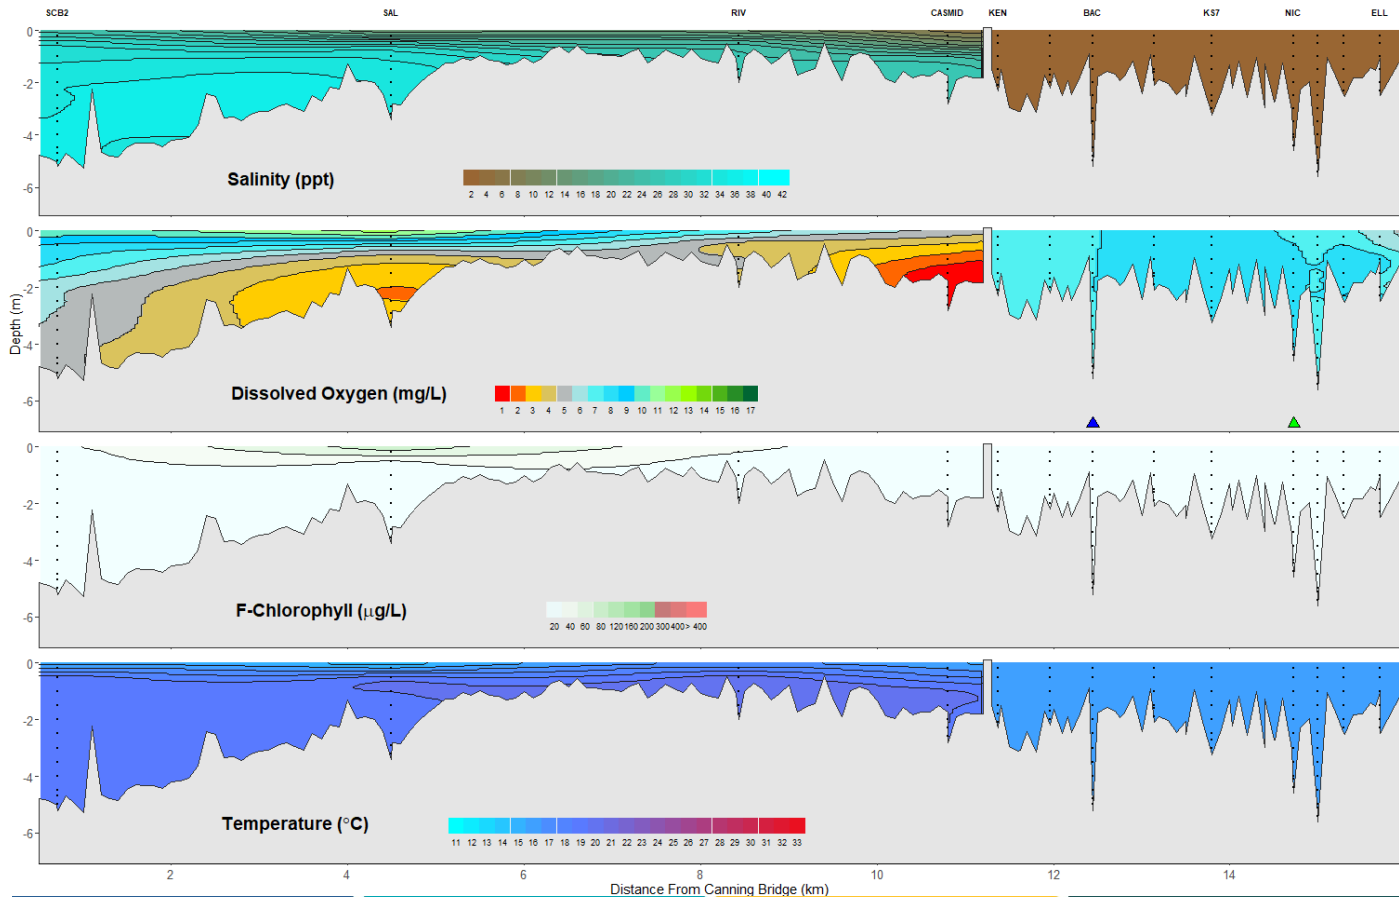 SCB2 SAL RIV CASMID KEN BAC KS7 NIC ELL
0
-2
-4
-6
Salinity (ppt)
2 4 6 8 10 12 14 16 18 20 22 24 26 28 30 32 34 36 38 40 42
0
-2
-4
-6
Dissolved Oxygen (mg/L)
1 2 3 4 5 6 7 8 9 10 11 12 13 14 15 16 17
Depth (m)
0
-2
-4
-6
F-Chlorophyll (μg/L)
20 40 60 80 120 160 200 300 400 > 400
0
-2
-4
-6
Temperature (°C)
11 12 13 14 15 16 17 18 19 20 21 22 23 24 25 26 27 28 29 30 31 32 33
2 4 6 8 10 12 14
Distance From Canning Bridge (km)